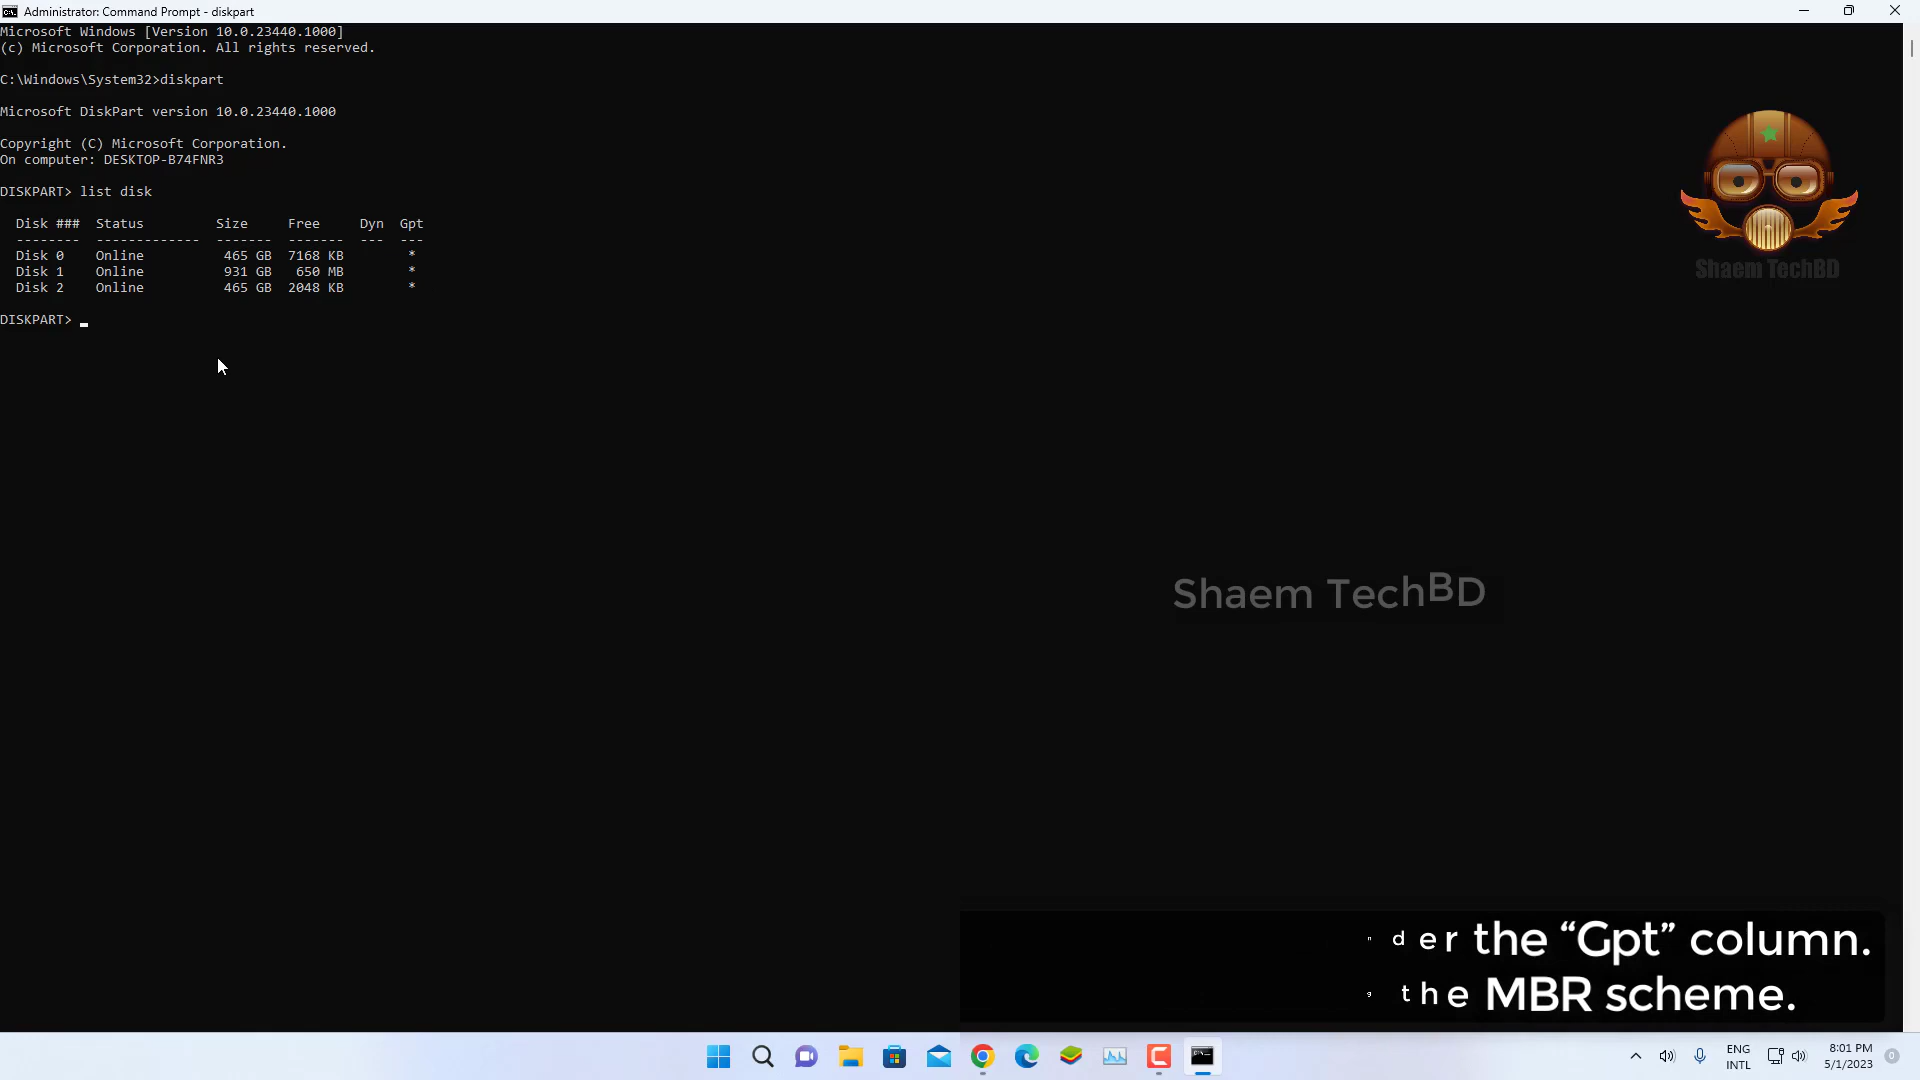 Administrator: Command Prompt - diskpart
Microsoft Windows [Version 10.0.23440.1000]
(c) Microsoft Corporation. All rights reserved.
C:\Windows\System32>diskpart
Microsoft DiskPart version 10.0.23440.1000
Copyright (C) Microsoft Corporation.
On computer: DESKTOP-B74FNR3
DISKPART> list disk
Disk ### Status Size Free Dyn Gpt
-------- ------------- ------- ------- --- ---
Disk 0 Online 465 GB 7168 KB *
Disk 1 Online 931 GB 650 MB *
Disk 2 Online 465 GB 2048 KB *
DISKPART>
Shaem TechBD
Shaem TechBD
n der the “Gpt” column.
g the MBR scheme.
ENG
INTL
8:01 PM
5/1/2023
0